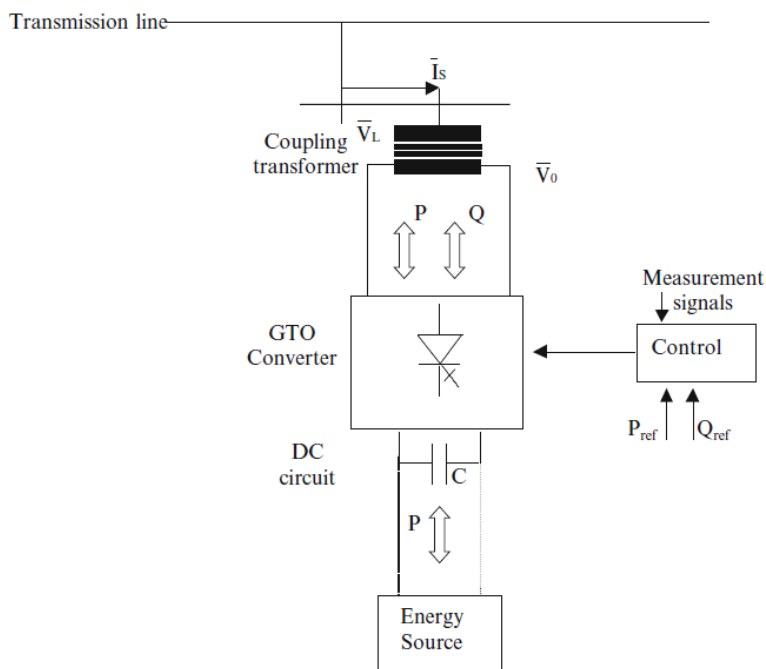 Transmission line
I̅s
V̅L
Coupling
transformer
V̅0
P
Q
Measurement
signals
GTO
Converter
Control
Pref
Qref
DC
circuit
C
P
Energy
Source